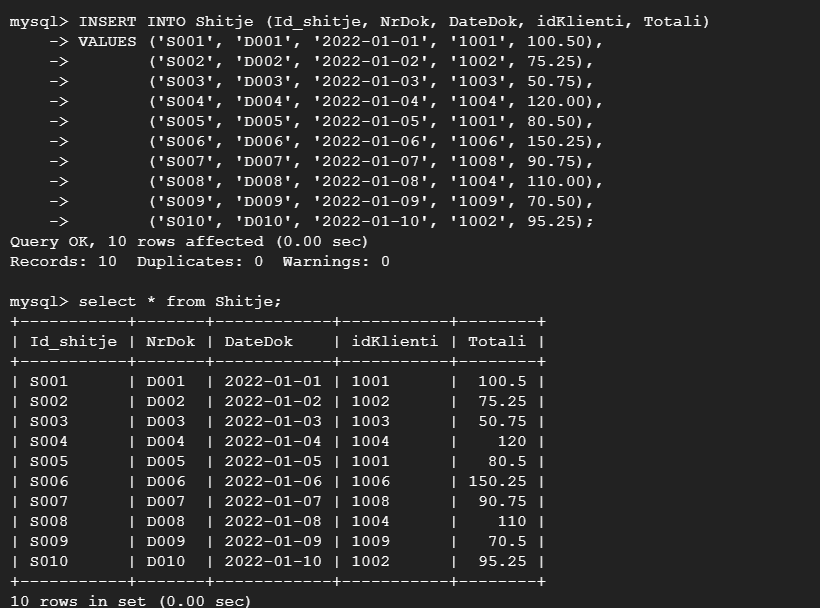 mysql> INSERT INTO Shitje (Id_shitje, NrDok, DateDok, idKlienti, Totali)
    -> VALUES ('S001', 'D001', '2022-01-01', '1001', 100.50),
    ->        ('S002', 'D002', '2022-01-02', '1002', 75.25),
    ->        ('S003', 'D003', '2022-01-03', '1003', 50.75),
    ->        ('S004', 'D004', '2022-01-04', '1004', 120.00),
    ->        ('S005', 'D005', '2022-01-05', '1001', 80.50),
    ->        ('S006', 'D006', '2022-01-06', '1006', 150.25),
    ->        ('S007', 'D007', '2022-01-07', '1008', 90.75),
    ->        ('S008', 'D008', '2022-01-08', '1004', 110.00),
    ->        ('S009', 'D009', '2022-01-09', '1009', 70.50),
    ->        ('S010', 'D010', '2022-01-10', '1002', 95.25);
Query OK, 10 rows affected (0.00 sec)
Records: 10  Duplicates: 0  Warnings: 0

mysql> select * from Shitje;
+-----------+-------+------------+-----------+--------+
| Id_shitje | NrDok | DateDok    | idKlienti | Totali |
+-----------+-------+------------+-----------+--------+
| S001      | D001  | 2022-01-01 | 1001      |  100.5 |
| S002      | D002  | 2022-01-02 | 1002      |  75.25 |
| S003      | D003  | 2022-01-03 | 1003      |  50.75 |
| S004      | D004  | 2022-01-04 | 1004      |    120 |
| S005      | D005  | 2022-01-05 | 1001      |   80.5 |
| S006      | D006  | 2022-01-06 | 1006      | 150.25 |
| S007      | D007  | 2022-01-07 | 1008      |  90.75 |
| S008      | D008  | 2022-01-08 | 1004      |    110 |
| S009      | D009  | 2022-01-09 | 1009      |   70.5 |
| S010      | D010  | 2022-01-10 | 1002      |  95.25 |
+-----------+-------+------------+-----------+--------+
10 rows in set (0.00 sec)